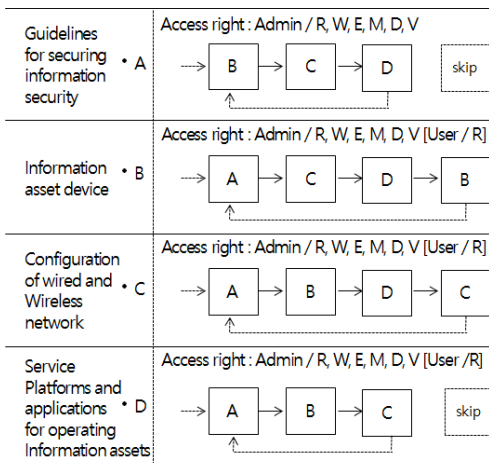 Guidelines
for securing
information
security
• A
Access right : Admin / R, W, E, M, D, V
B
C
D
skip
Information
asset device
• B
Access right : Admin / R, W, E, M, D, V [User / R]
A
C
D
B
Configuration
of wired and
Wireless
network
• C
Access right : Admin / R, W, E, M, D, V [User / R]
A
B
D
C
Service
Platforms and
applications
for operating
Information assets
• D
Access right : Admin / R, W, E, M, D, V [User /R]
A
B
C
skip